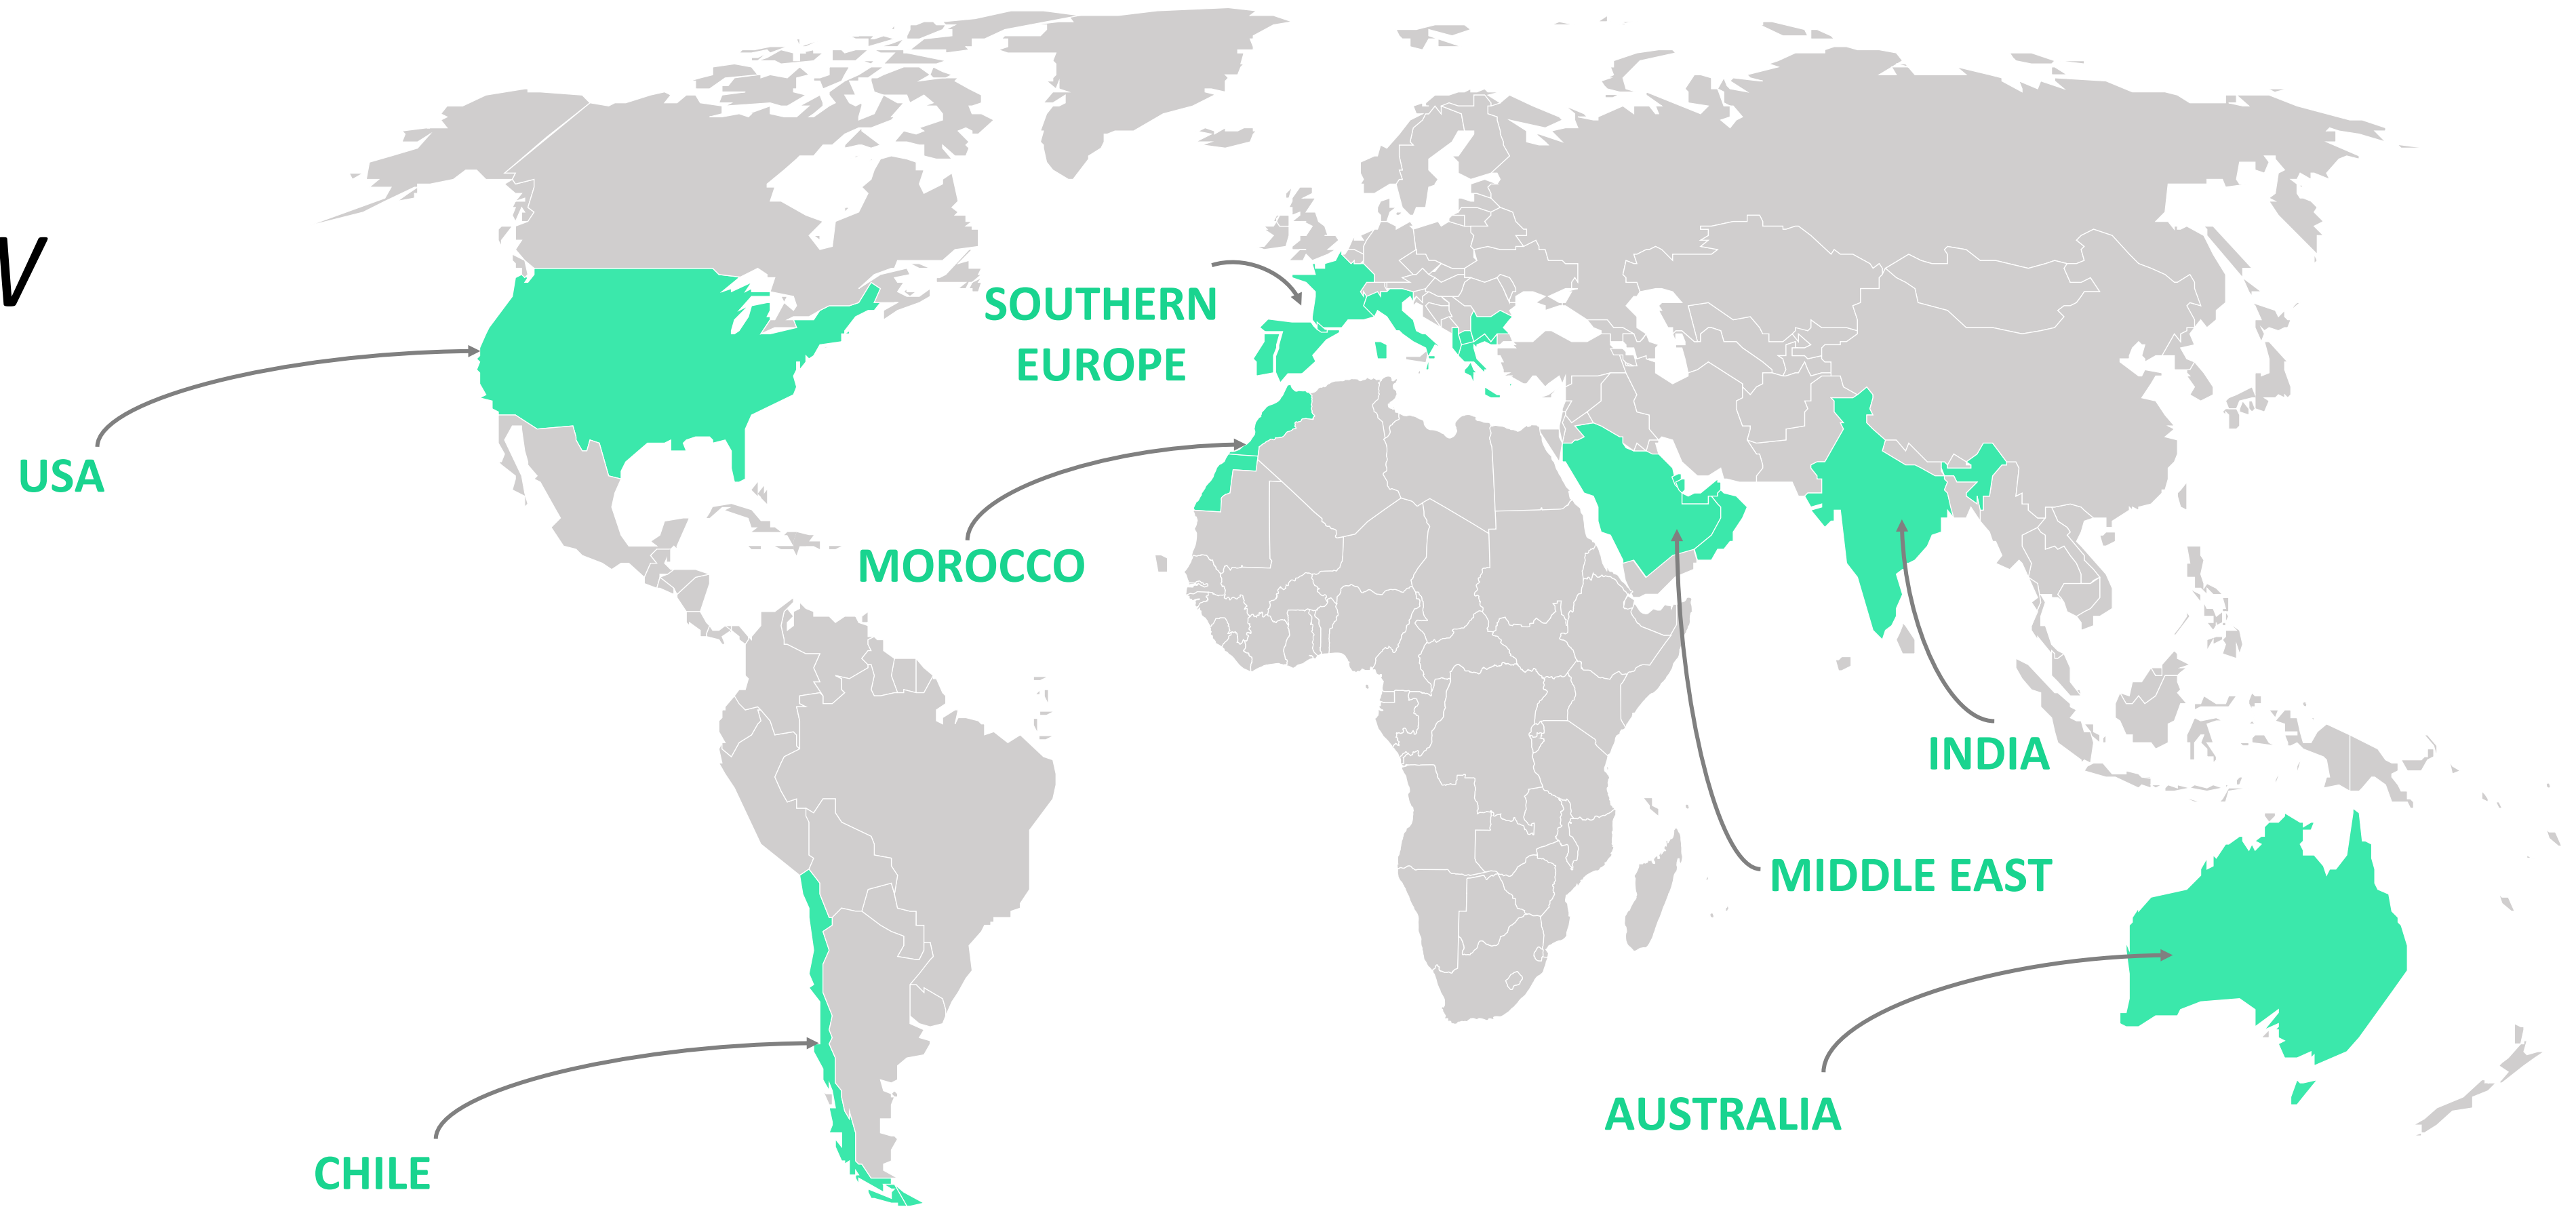 SOUTHERN
EUROPE
USA
MOROCCO
INDIA
MIDDLE EAST
AUSTRALIA
CHILE